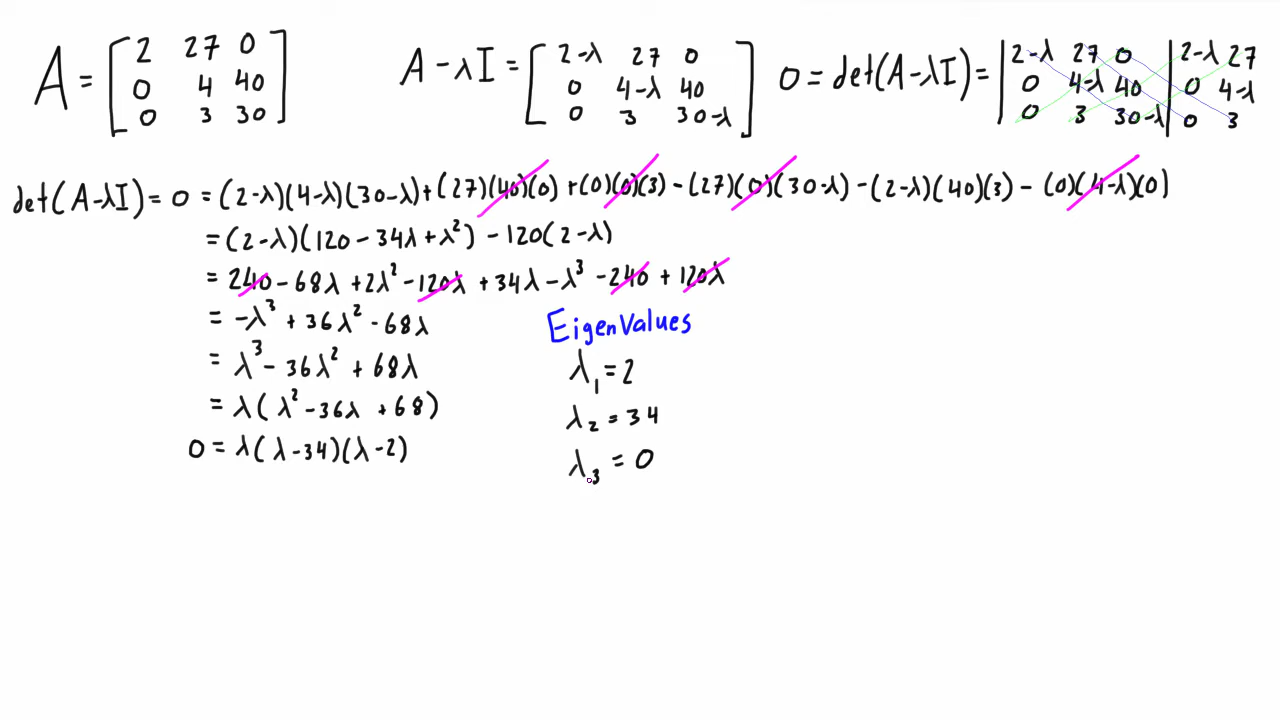 A = [2 27 0
0 4 40
0 3 30]
A - λI = [2-λ 27 0
0 4-λ 40
0 3 30-λ]
0 = det(A-λI) = |2-λ 27 0| 2-λ 27
0 4-λ 40 0 4-λ
0 3 30-λ 0 3
det(A-λI) = 0 = (2-λ)(4-λ)(30-λ)+(27)(40)(0)+(0)(0)(3)-(27)(0)(30-λ)-(2-λ)(40)(3)-(0)(4-λ)(0)
= (2-λ)(120-34λ+λ²) -120(2-λ)
= 240-68λ+2λ²-120λ+34λ-λ³-240+120λ
= -λ³+36λ²-68λ
= λ³-36λ²+68λ
= λ(λ²-36λ+68)
0 = λ(λ-34)(λ-2)
EigenValues
λ₁ = 2
λ₂ = 34
λ₃ = 0